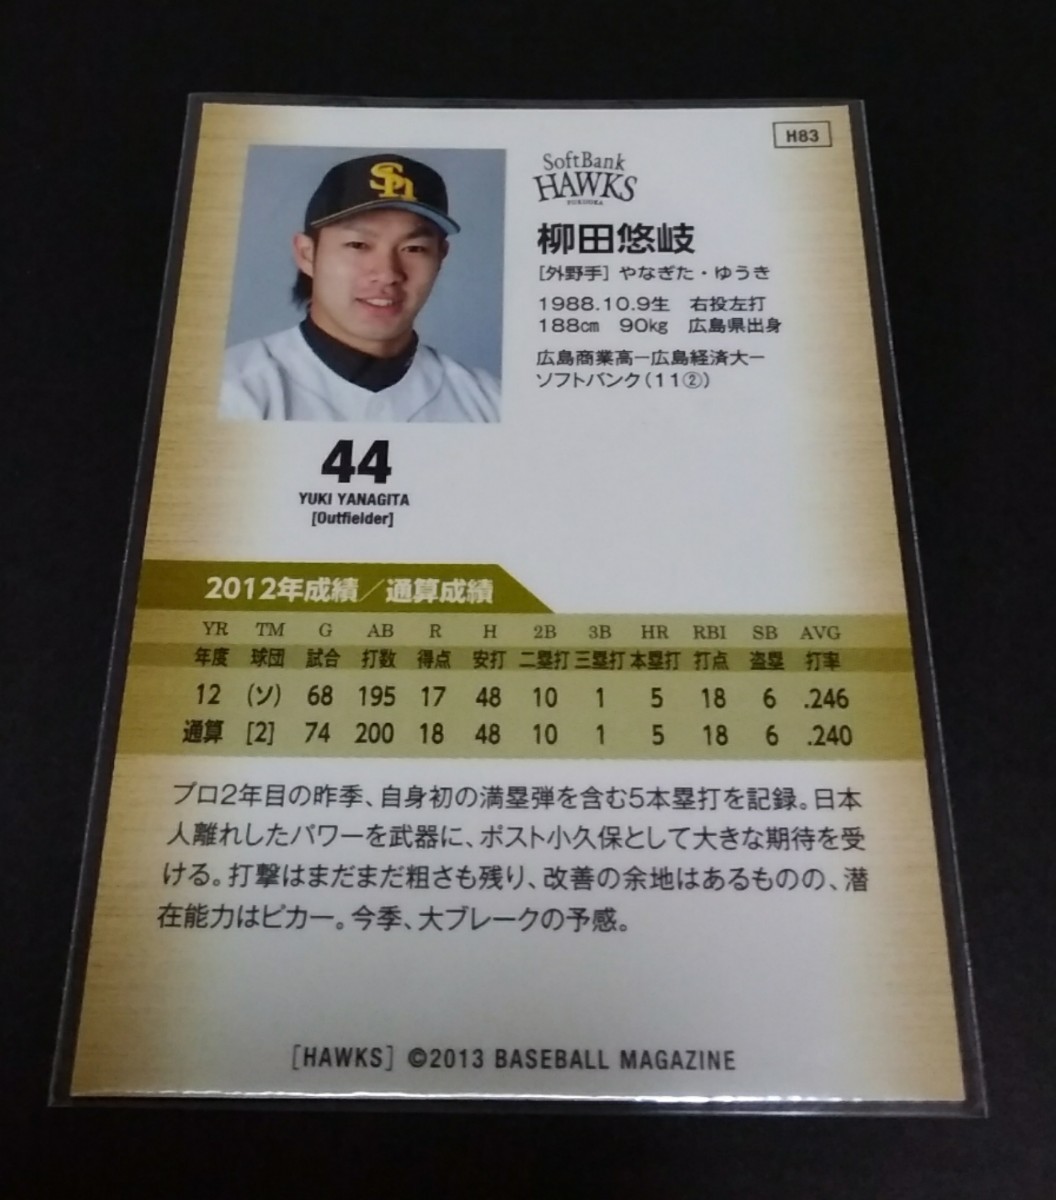 H83
SH
SoftBank
HAWKS
FUKUOKA
柳田悠岐
[外野手] やなぎた・ゆうき
1988.10.9生 右投左打
188cm 90kg 広島県出身
広島商業高ー広島経済大ー
ソフトバンク(11②)
44
YUKI YANAGITA
[Outfielder]
2012年成績／通算成績
YR TM G AB R H 2B 3B HR RBI SB AVG
年度 球団 試合 打数 得点 安打 二塁打 三塁打 本塁打 打点 盗塁 打率
12 (ソ) 68 195 17 48 10 1 5 18 6 .246
通算 [2] 74 200 18 48 10 1 5 18 6 .240
プロ2年目の昨季、自身初の満塁弾を含む5本塁打を記録。日本
人離れしたパワーを武器に、ポスト小久保として大きな期待を受
ける。打撃はまだまだ粗さも残り、改善の余地はあるものの、潜
在能力はピカ一。今季、大ブレークの予感。
[HAWKS] ©2013 BASEBALL MAGAZINE